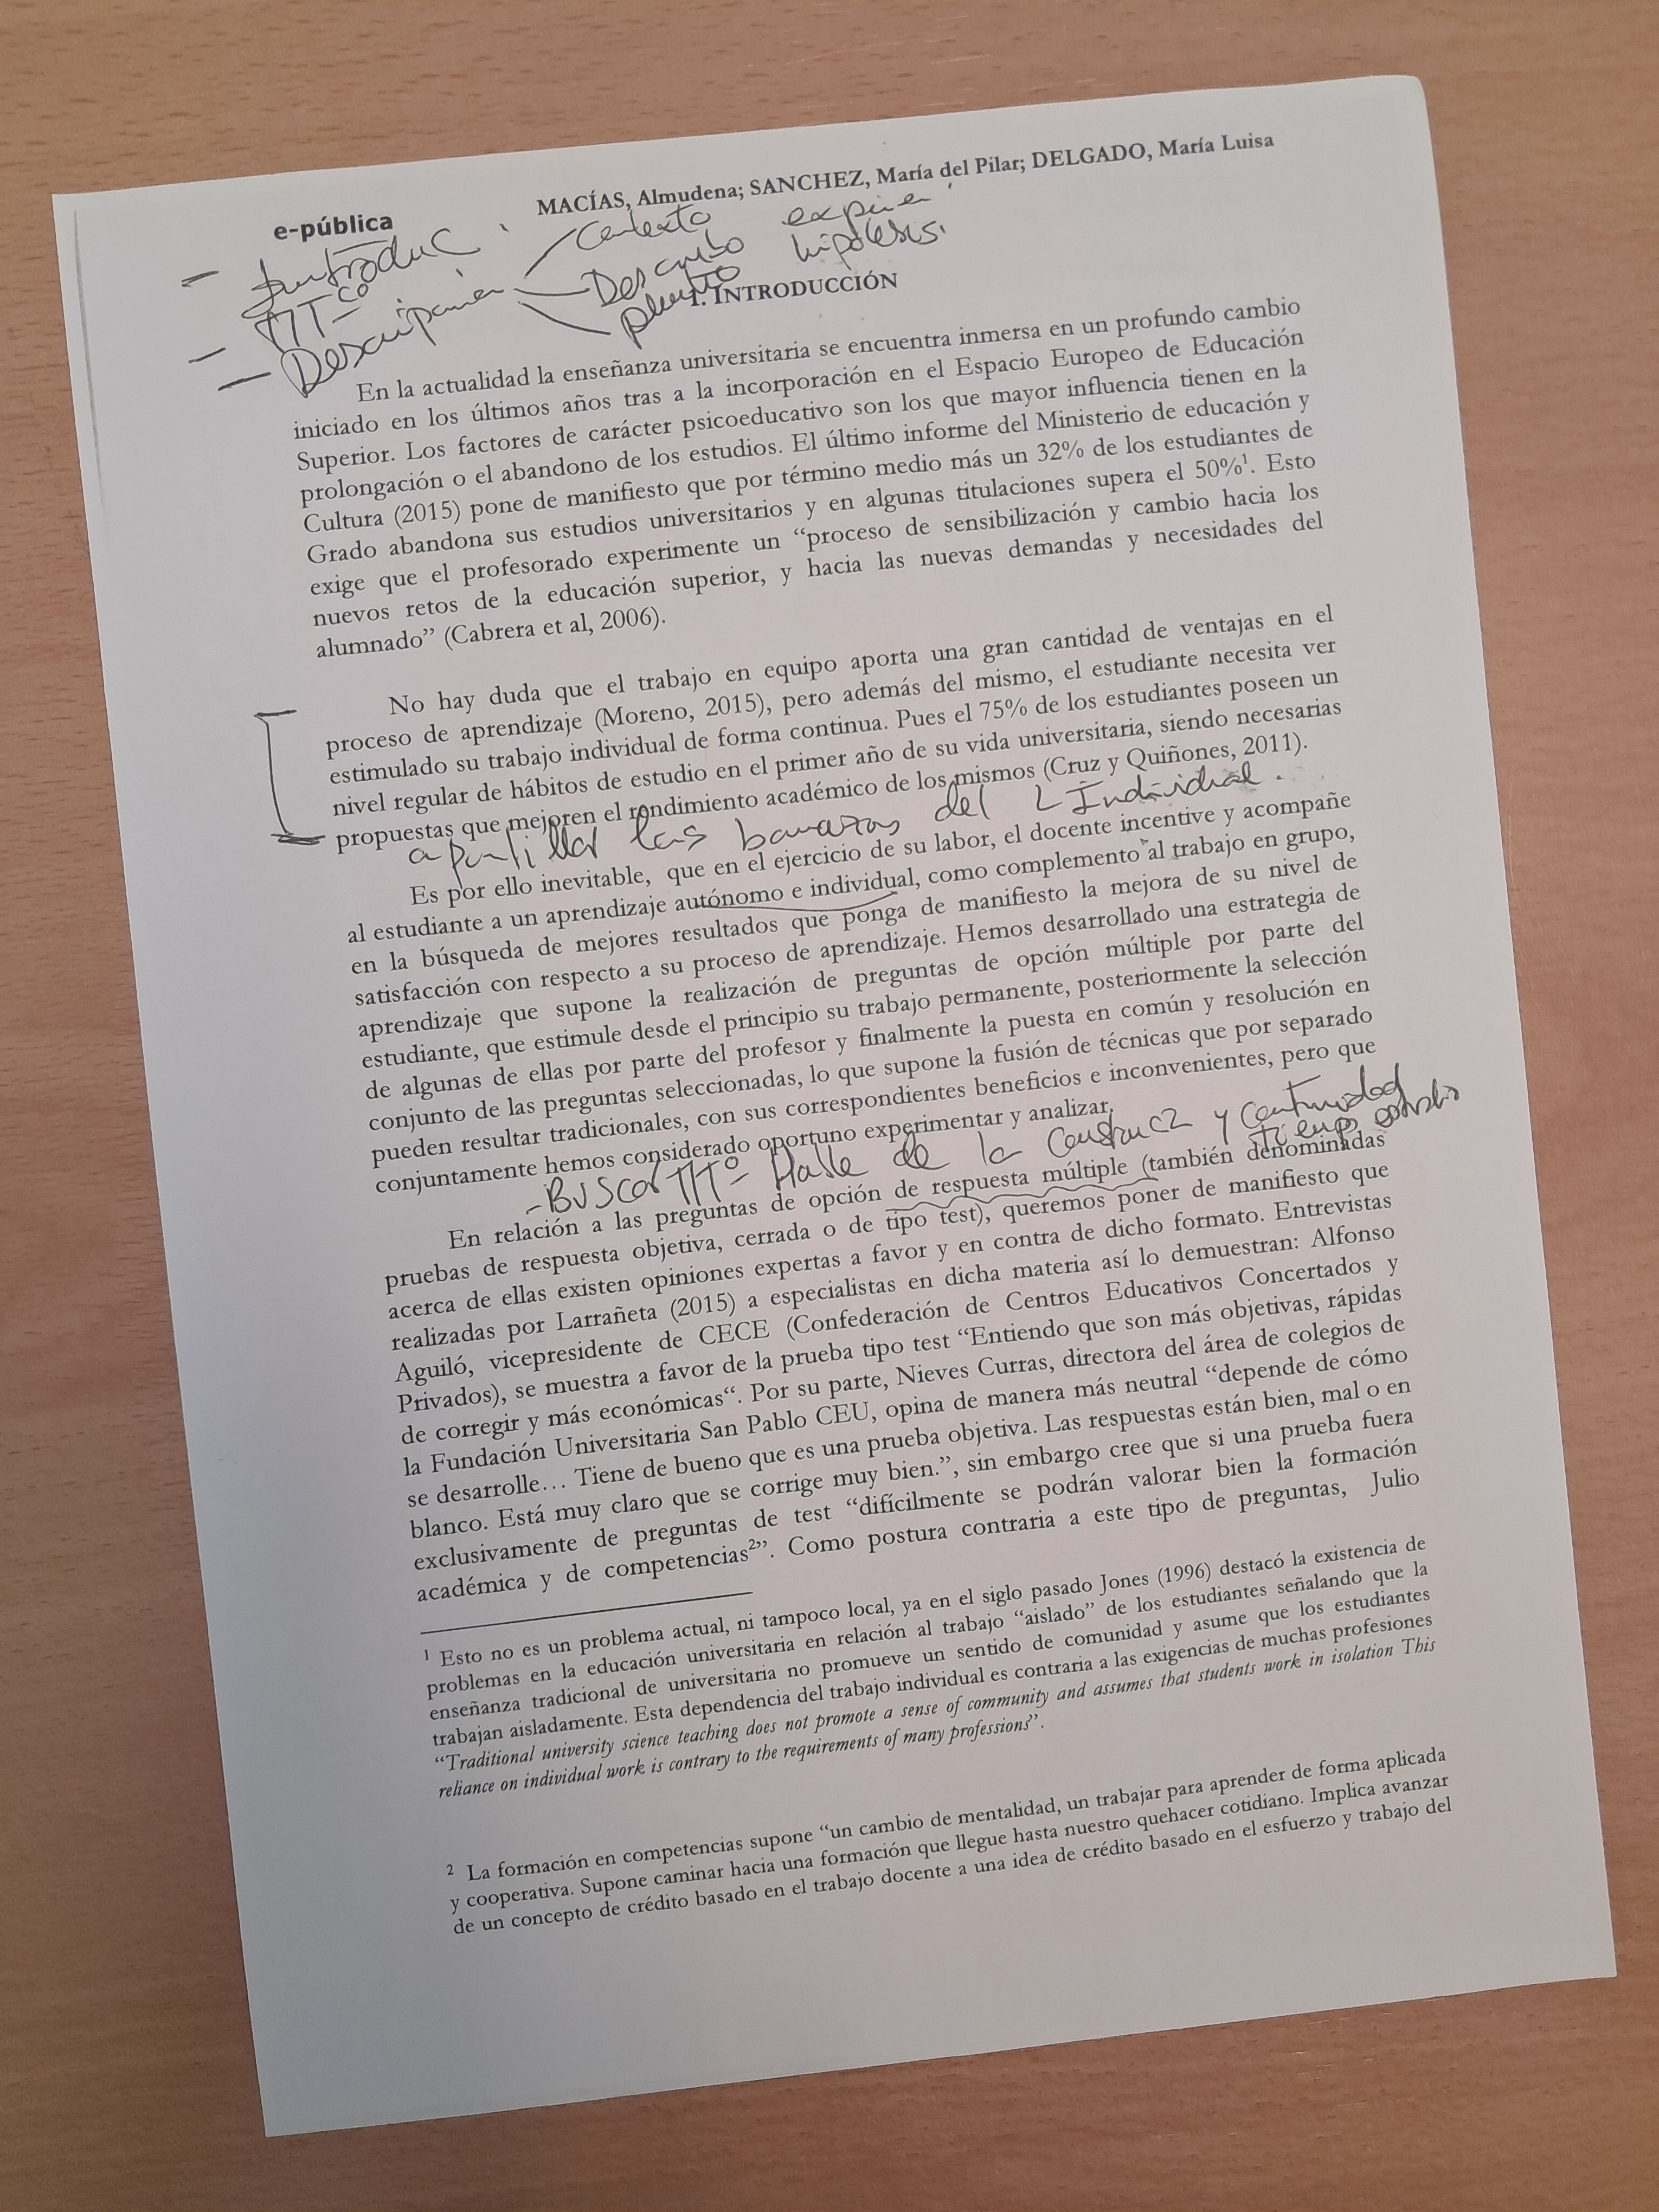 e-pública MACÍAS, Almudena; SANCHEZ, María del Pilar; DELGADO, María Luisa
- Introduc
- MTco
- Descripción
Contexto
Describo experien
planteo hipótesis.
I. INTRODUCCIÓN
En la actualidad la enseñanza universitaria se encuentra inmersa en un profundo cambio
iniciado en los últimos años tras a la incorporación en el Espacio Europeo de Educación
Superior. Los factores de carácter psicoeducativo son los que mayor influencia tienen en la
prolongación o el abandono de los estudios. El último informe del Ministerio de educación y
Cultura (2015) pone de manifiesto que por término medio más un 32% de los estudiantes de
Grado abandona sus estudios universitarios y en algunas titulaciones supera el 50%¹. Esto
exige que el profesorado experimente un “proceso de sensibilización y cambio hacia los
nuevos retos de la educación superior, y hacia las nuevas demandas y necesidades del
alumnado” (Cabrera et al, 2006).
No hay duda que el trabajo en equipo aporta una gran cantidad de ventajas en el
proceso de aprendizaje (Moreno, 2015), pero además del mismo, el estudiante necesita ver
estimulado su trabajo individual de forma continua. Pues el 75% de los estudiantes poseen un
nivel regular de hábitos de estudio en el primer año de su vida universitaria, siendo necesarias
propuestas que mejoren el rendimiento académico de los mismos (Cruz y Quiñones, 2011).
las del Individual.
Es por ello inevitable, que en el ejercicio de su labor, el docente incentive y acompañe
al estudiante a un aprendizaje autónomo e individual, como complemento al trabajo en grupo,
en la búsqueda de mejores resultados que ponga de manifiesto la mejora de su nivel de
satisfacción con respecto a su proceso de aprendizaje. Hemos desarrollado una estrategia de
aprendizaje que supone la realización de preguntas de opción múltiple por parte del
estudiante, que estimule desde el principio su trabajo permanente, posteriormente la selección
de algunas de ellas por parte del profesor y finalmente la puesta en común y resolución en
conjunto de las preguntas seleccionadas, lo que supone la fusión de técnicas que por separado
pueden resultar tradicionales, con sus correspondientes beneficios e inconvenientes, pero que
conjuntamente hemos considerado oportuno experimentar y analizar.
- Buscar de la y continuidad
tiempo
En relación a las preguntas de opción de respuesta múltiple (también denominadas
pruebas de respuesta objetiva, cerrada o de tipo test), queremos poner de manifiesto que
acerca de ellas existen opiniones expertas a favor y en contra de dicho formato. Entrevistas
realizadas por Larrañeta (2015) a especialistas en dicha materia así lo demuestran: Alfonso
Aguiló, vicepresidente de CECE (Confederación de Centros Educativos Concertados y
Privados), se muestra a favor de la prueba tipo test “Entiendo que son más objetivas, rápidas
de corregir y más económicas“. Por su parte, Nieves Curras, directora del área de colegios de
la Fundación Universitaria San Pablo CEU, opina de manera más neutral “depende de cómo
se desarrolle… Tiene de bueno que es una prueba objetiva. Las respuestas están bien, mal o en
blanco. Está muy claro que se corrige muy bien.”, sin embargo cree que si una prueba fuera
exclusivamente de preguntas de test “difícilmente se podrán valorar bien la formación
académica y de competencias²”. Como postura contraria a este tipo de preguntas, Julio
¹ Esto no es un problema actual, ni tampoco local, ya en el siglo pasado Jones (1996) destacó la existencia de
problemas en la educación universitaria en relación al trabajo “aislado” de los estudiantes señalando que la
enseñanza tradicional de universitaria no promueve un sentido de comunidad y asume que los estudiantes
trabajan aisladamente. Esta dependencia del trabajo individual es contraria a las exigencias de muchas profesiones
“Traditional university science teaching does not promote a sense of community and assumes that students work in isolation This
reliance on individual work is contrary to the requirements of many professions”.
² La formación en competencias supone “un cambio de mentalidad, un trabajar para aprender de forma aplicada
y cooperativa. Supone caminar hacia una formación que llegue hasta nuestro quehacer cotidiano. Implica avanzar
de un concepto de crédito basado en el trabajo docente a una idea de crédito basado en el esfuerzo y trabajo del